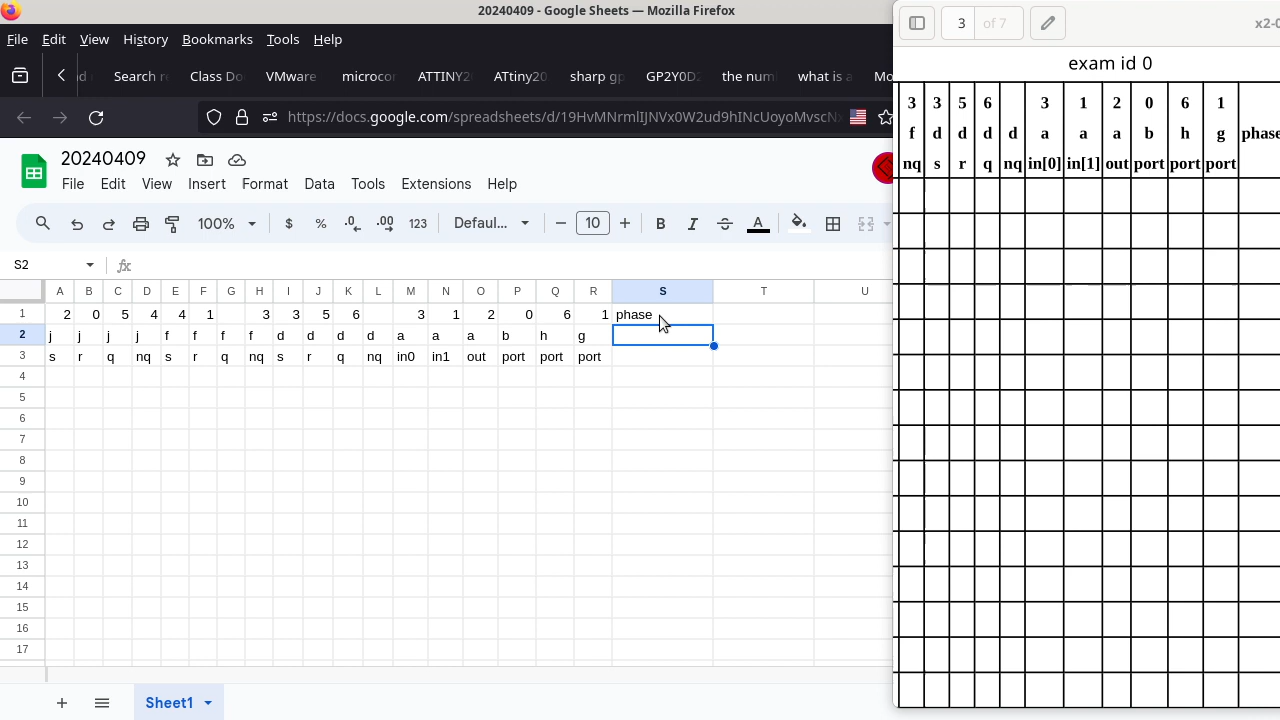 20240409 - Google Sheets — Mozilla Firefox
File Edit View History Bookmarks Tools Help
Search r Class Do VMware microco ATTINY2 ATtiny20 sharp g GP2Y0D the num what is a Mo
https://docs.google.com/spreadsheets/d/19HvMNrmlIJNVx0W2ud9hINcUoyoMvscN
20240409
File Edit View Insert Format Data Tools Extensions Help
100% $ % .0 .00 123 Defaul... 10 B I S A
S2 fx
A B C D E F G H I J K L M N O P Q R S T U
1 2 0 5 4 4 1 3 3 5 6 3 1 2 0 6 1 phase
2 j j j j f f f f d d d d a a a b h g
3 s r q nq s r q nq s r q nq in0 in1 out port port port
4
5
6
7
8
9
10
11
12
13
14
15
16
17
Sheet1
3 of 7 x2-0
exam id 0
3 3 5 6 3 1 2 0 6 1
f d d d d a a a b h g phase
nq s r q nq in[0] in[1] out port port port